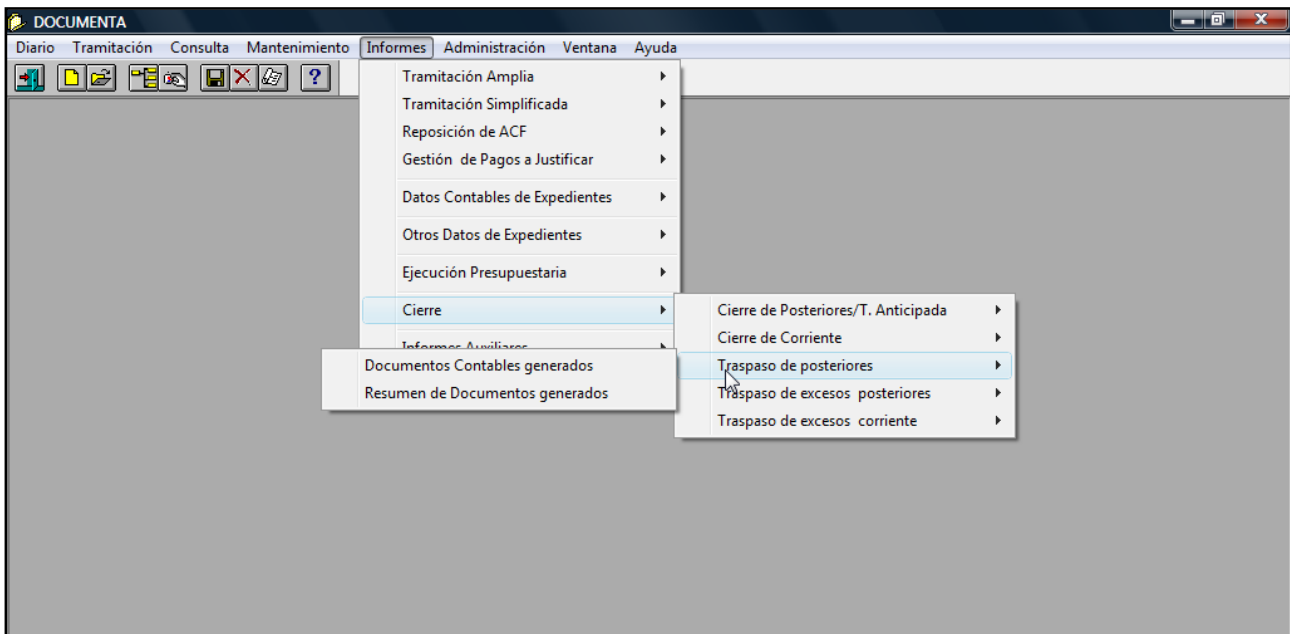 DOCUMENTA
Diario Tramitación Consulta Mantenimiento Informes Administración Ventana Ayuda
?
Tramitación Amplia
Tramitación Simplificada
Reposición de ACF
Gestión de Pagos a Justificar
Datos Contables de Expedientes
Otros Datos de Expedientes
Ejecución Presupuestaria
Cierre
Informes Auxiliares
Cierre de Posteriores/T. Anticipada
Cierre de Corriente
Traspaso de posteriores
Traspaso de excesos posteriores
Traspaso de excesos corriente
Documentos Contables generados
Resumen de Documentos generados